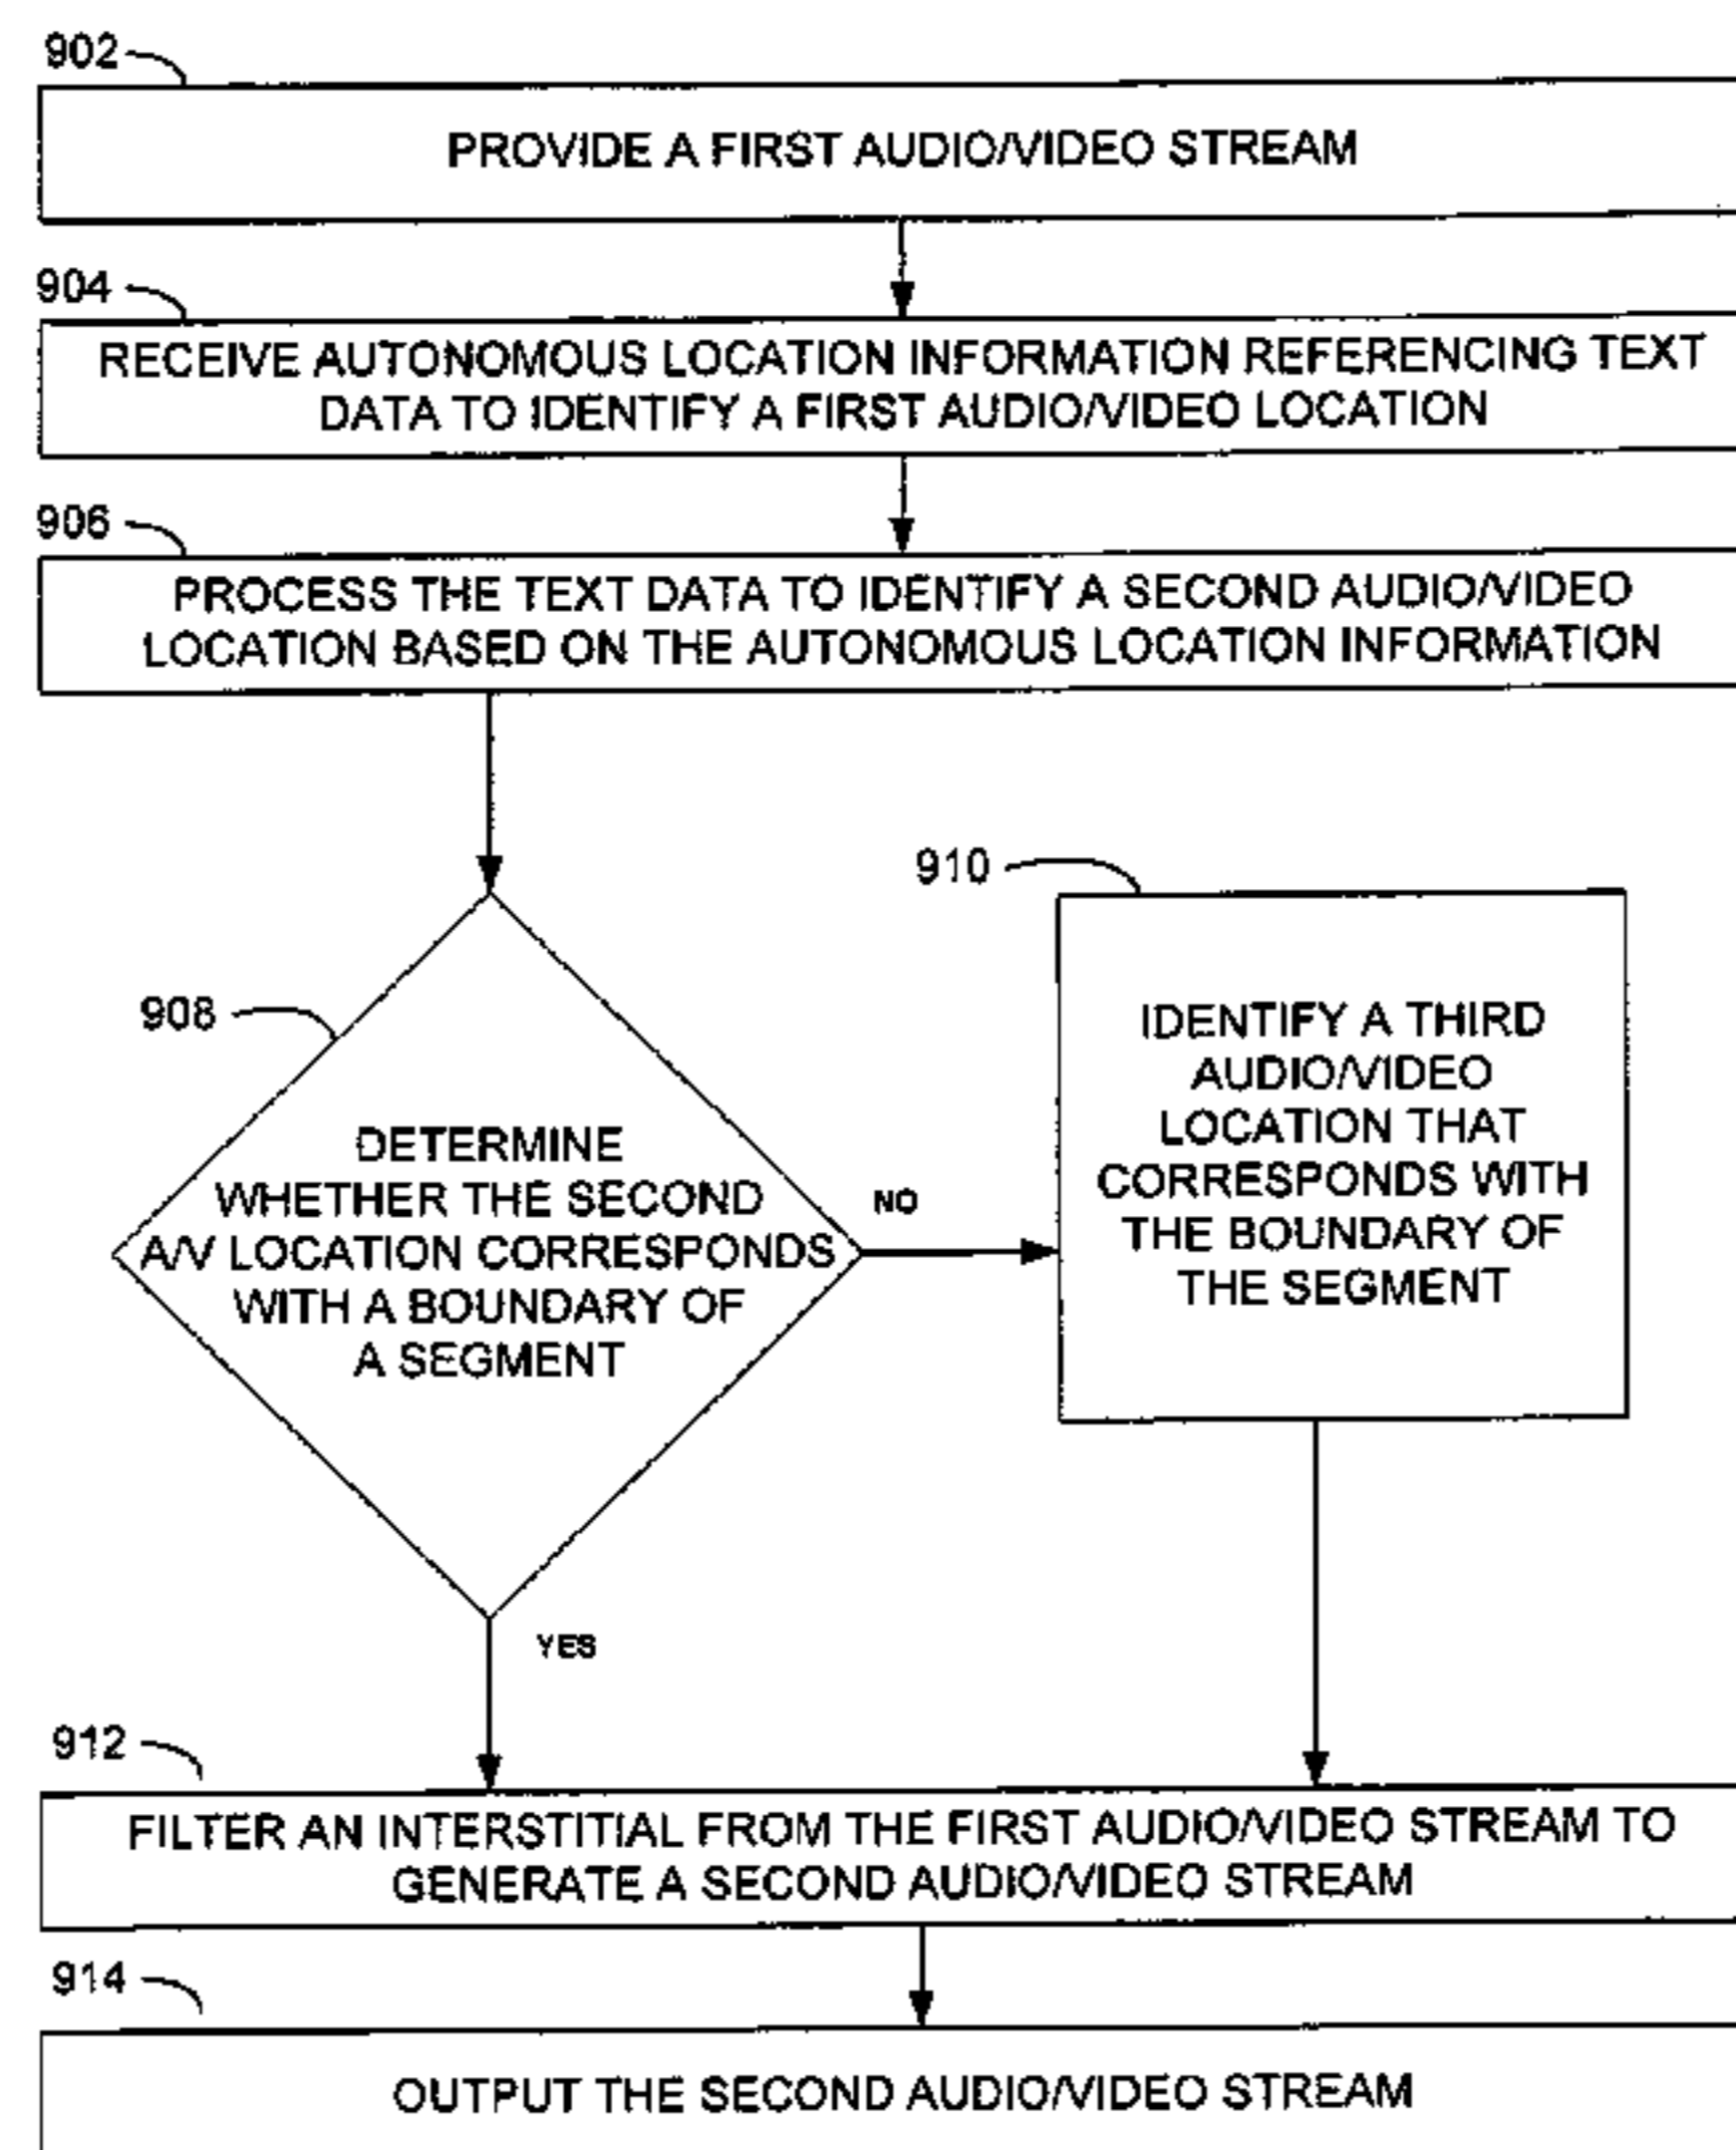 902
PROVIDE A FIRST AUDIO/VIDEO STREAM
904
RECEIVE AUTONOMOUS LOCATION INFORMATION REFERENCING TEXT
DATA TO IDENTIFY A FIRST AUDIO/VIDEO LOCATION
906
PROCESS THE TEXT DATA TO IDENTIFY A SECOND AUDIO/VIDEO
LOCATION BASED ON THE AUTONOMOUS LOCATION INFORMATION
908
DETERMINE
WHETHER THE SECOND
A/V LOCATION CORRESPONDS
WITH A BOUNDARY OF
A SEGMENT
NO
910
IDENTIFY A THIRD
AUDIO/VIDEO
LOCATION THAT
CORRESPONDS WITH
THE BOUNDARY OF
THE SEGMENT
YES
912
FILTER AN INTERSTITIAL FROM THE FIRST AUDIO/VIDEO STREAM TO
GENERATE A SECOND AUDIO/VIDEO STREAM
914
OUTPUT THE SECOND AUDIO/VIDEO STREAM